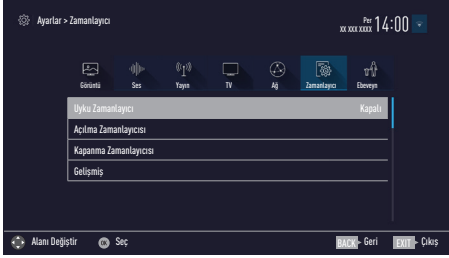 Ayarlar > Zamanlayıcı
Per
xx xxx xxxx 14:00
Görüntü Ses Yayın TV Ağ Zamanlayıcı Ebeveyn
Uyku Zamanlayıcı Kapalı
Açılma Zamanlayıcısı
Kapanma Zamanlayıcısı
Gelişmiş
Alanı Değiştir OK Seç BACK Geri EXIT Çıkış